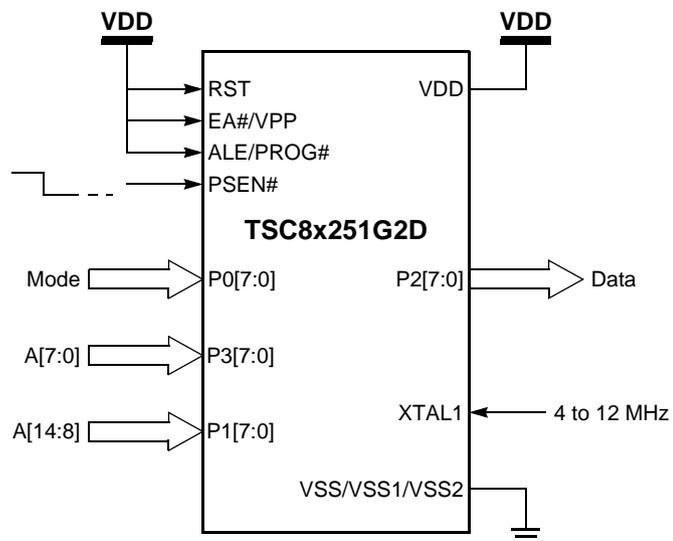 VDD
VDD
RST
VDD
EA#/VPP
ALE/PROG#
PSEN#
TSC8x251G2D
Mode
P0[7:0]
P2[7:0]
Data
A[7:0]
P3[7:0]
XTAL1
4 to 12 MHz
A[14:8]
P1[7:0]
VSS/VSS1/VSS2